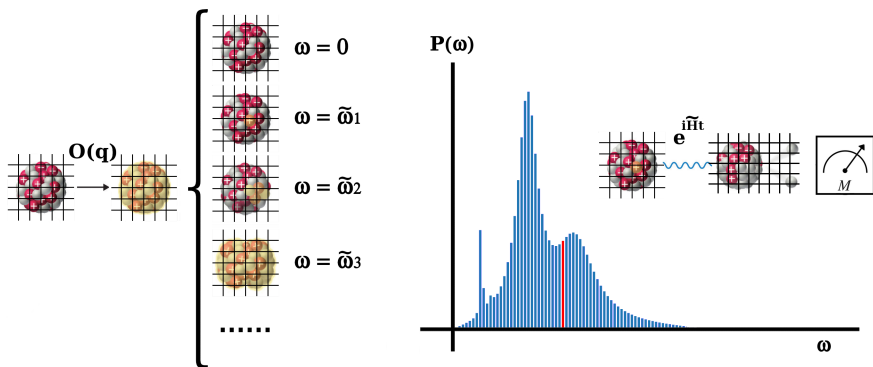 O(q)
ω = 0
ω = ω̃1
ω = ω̃2
ω = ω̃3
......
P(ω)
e^iH̃t
M
ω